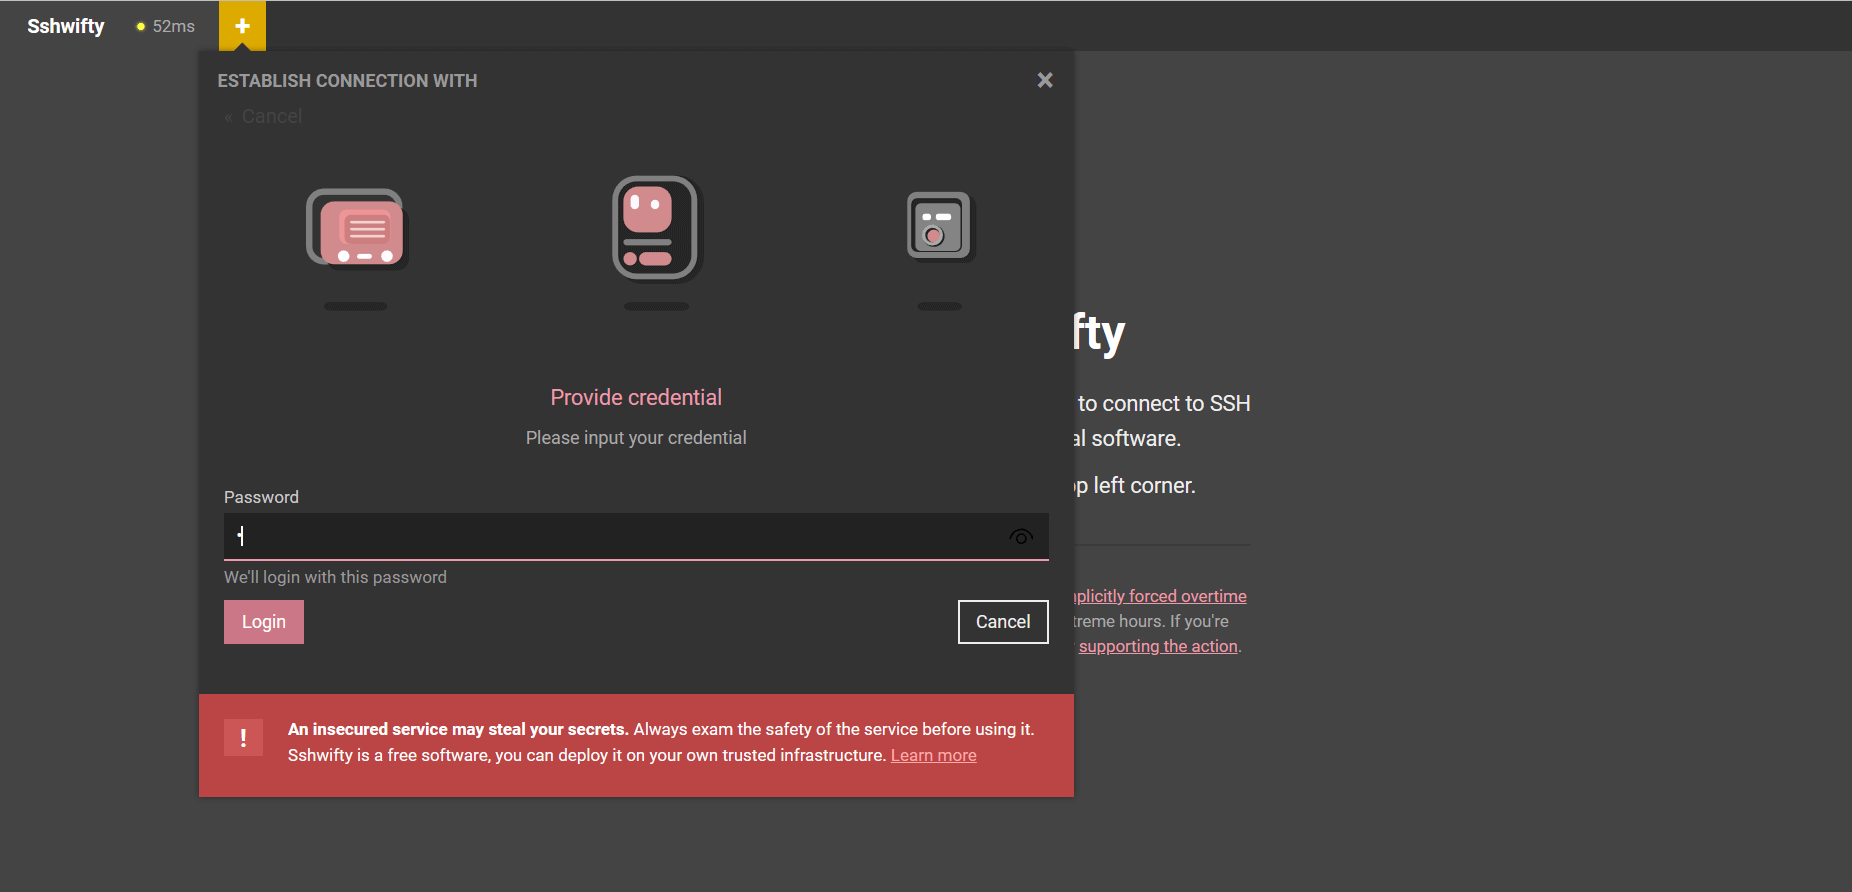 Sshwifty
52ms
+
ESTABLISH CONNECTION WITH
×
« Cancel
fty
Provide credential
to connect to SSH
Please input your credential
al software.
op left corner.
Password
•
We'll login with this password
Login
Cancel
plicitly forced overtime
treme hours. If you're
supporting the action.
! An insecured service may steal your secrets. Always exam the safety of the service before using it.
Sshwifty is a free software, you can deploy it on your own trusted infrastructure. Learn more